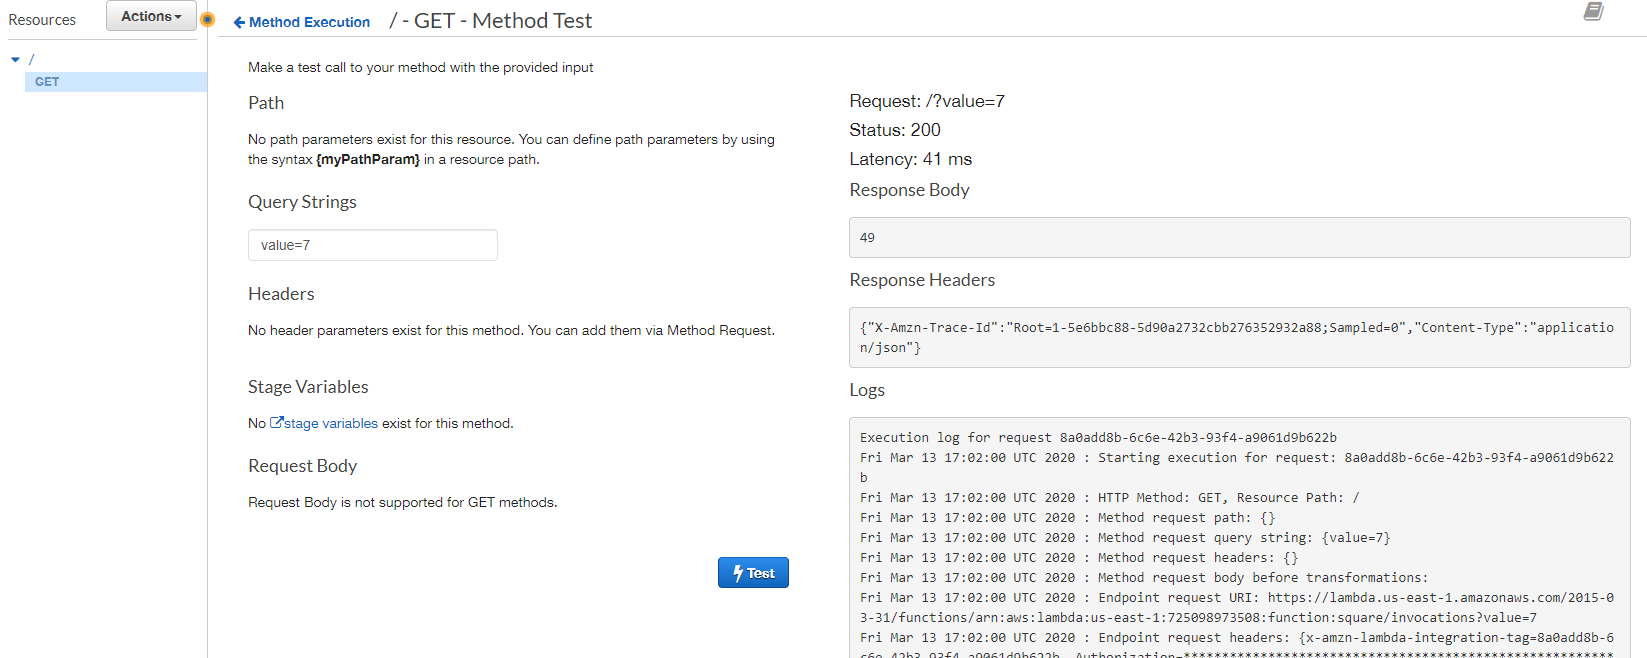 Resources
Actions
/
GET
Method Execution / - GET - Method Test
Make a test call to your method with the provided input
Path
No path parameters exist for this resource. You can define path parameters by using
the syntax {myPathParam} in a resource path.
Query Strings
value=7
Headers
No header parameters exist for this method. You can add them via Method Request.
Stage Variables
No stage variables exist for this method.
Request Body
Request Body is not supported for GET methods.
Test
Request: /?value=7
Status: 200
Latency: 41 ms
Response Body
49
Response Headers
{"X-Amzn-Trace-Id":"Root=1-5e6bbc88-5d90a2732cbb276352932a88;Sampled=0","Content-Type":"applicatio
n/json"}
Logs
Execution log for request 8a0add8b-6c6e-42b3-93f4-a9061d9b622b
Fri Mar 13 17:02:00 UTC 2020 : Starting execution for request: 8a0add8b-6c6e-42b3-93f4-a9061d9b622
b
Fri Mar 13 17:02:00 UTC 2020 : HTTP Method: GET, Resource Path: /
Fri Mar 13 17:02:00 UTC 2020 : Method request path: {}
Fri Mar 13 17:02:00 UTC 2020 : Method request query string: {value=7}
Fri Mar 13 17:02:00 UTC 2020 : Method request headers: {}
Fri Mar 13 17:02:00 UTC 2020 : Method request body before transformations:
Fri Mar 13 17:02:00 UTC 2020 : Endpoint request URI: https://lambda.us-east-1.amazonaws.com/2015-0
3-31/functions/arn:aws:lambda:us-east-1:725098973508:function:square/invocations?value=7
Fri Mar 13 17:02:00 UTC 2020 : Endpoint request headers: {x-amzn-lambda-integration-tag=8a0add8b-6
c6e-42b3-93f4-a9061d9b622b, Authorization=********************************************************